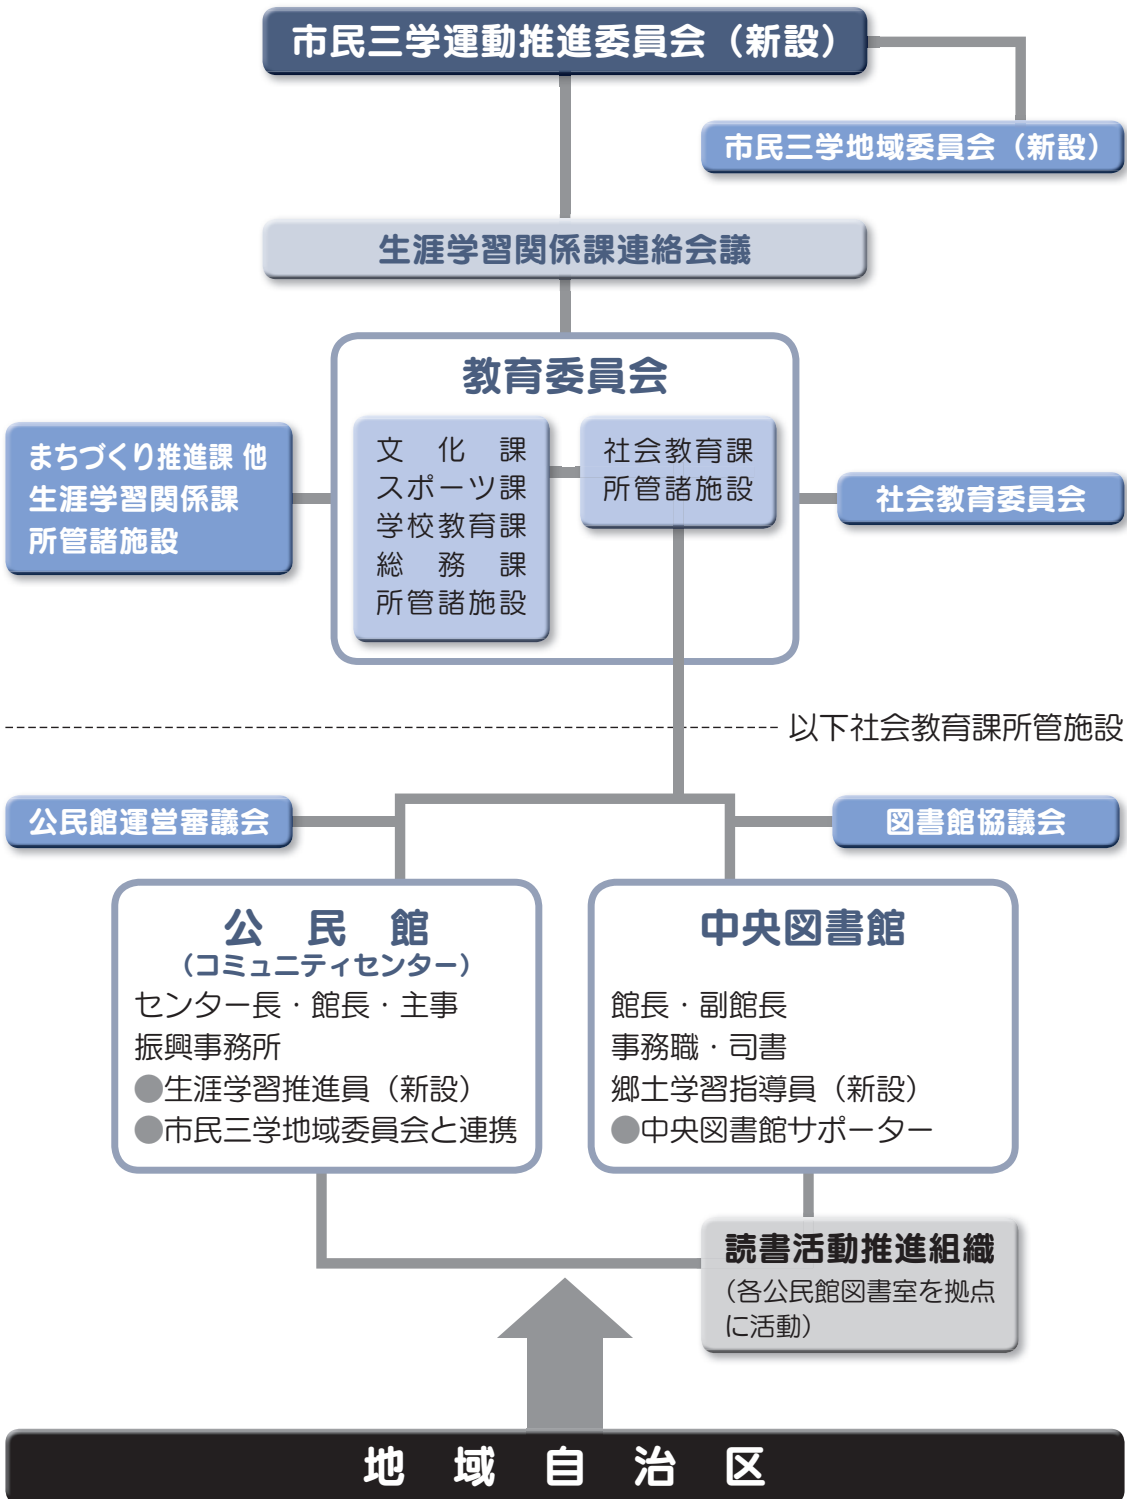 市民三学運動推進委員会（新設）
市民三学地域委員会（新設）
生涯学習関係課連絡会議
教育委員会
まちづくり推進課 他
生涯学習関係課
所管諸施設
文　化　課
スポーツ課
学校教育課
総　務　課
所管諸施設
社会教育課
所管諸施設
社会教育委員会
以下社会教育課所管施設
公民館運営審議会
図書館協議会
公　民　館
（コミュニティセンター）
センター長・館長・主事
振興事務所
●生涯学習推進員（新設）
●市民三学地域委員会と連携
中央図書館
館長・副館長
事務職・司書
郷土学習指導員（新設）
●中央図書館サポーター
読書活動推進組織
（各公民館図書室を拠点
に活動）
地　域　自　治　区